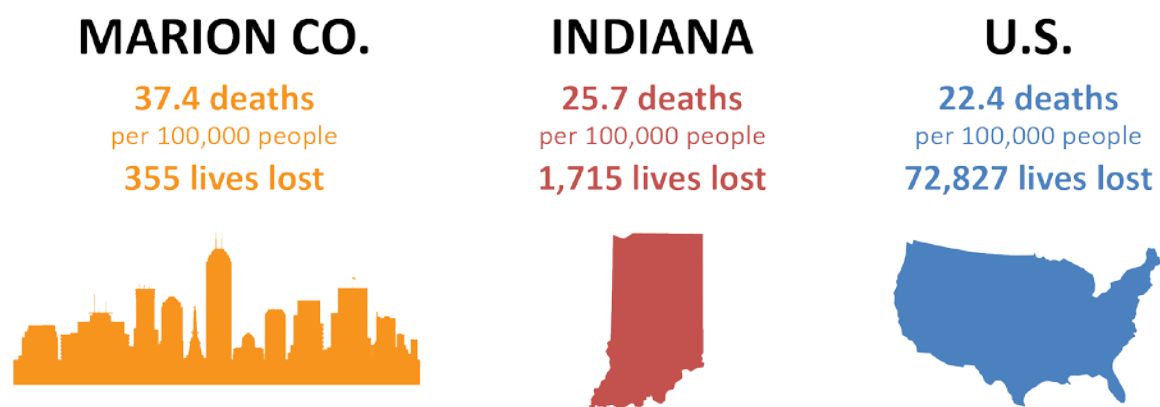 MARION CO.
37.4 deaths
per 100,000 people
355 lives lost
INDIANA
25.7 deaths
per 100,000 people
1,715 lives lost
U.S.
22.4 deaths
per 100,000 people
72,827 lives lost